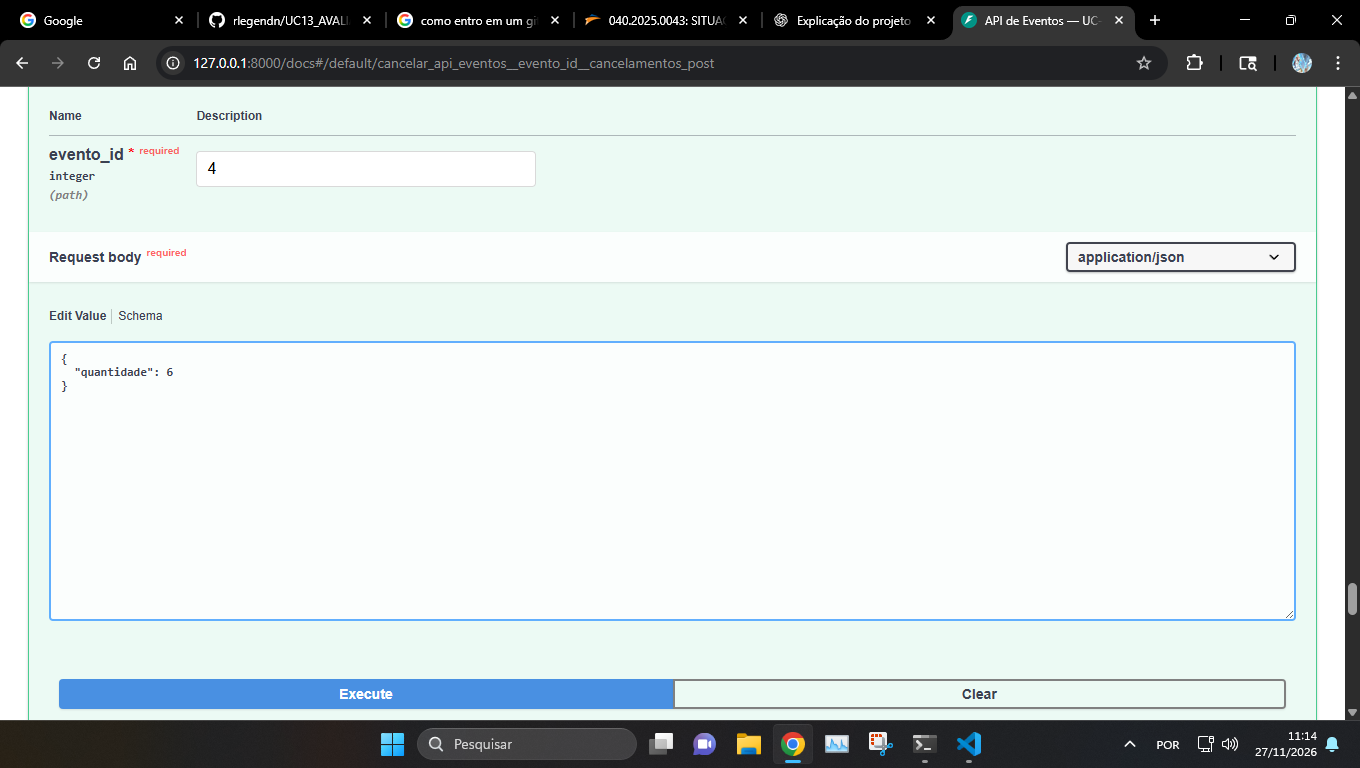 Google
rlegendn/UC13_AVALI
como entro em um gi
040.2025.0043: SITUAÇ
Explicação do projeto
API de Eventos — UC-
127.0.0.1:8000/docs#/default/cancelar_api_eventos__evento_id__cancelamentos_post
Name Description
evento_id * required
4
integer
(path)
Request body required
application/json
Edit Value Schema
{
"quantidade": 6
}
Execute Clear
Pesquisar
POR
11:14
27/11/2026